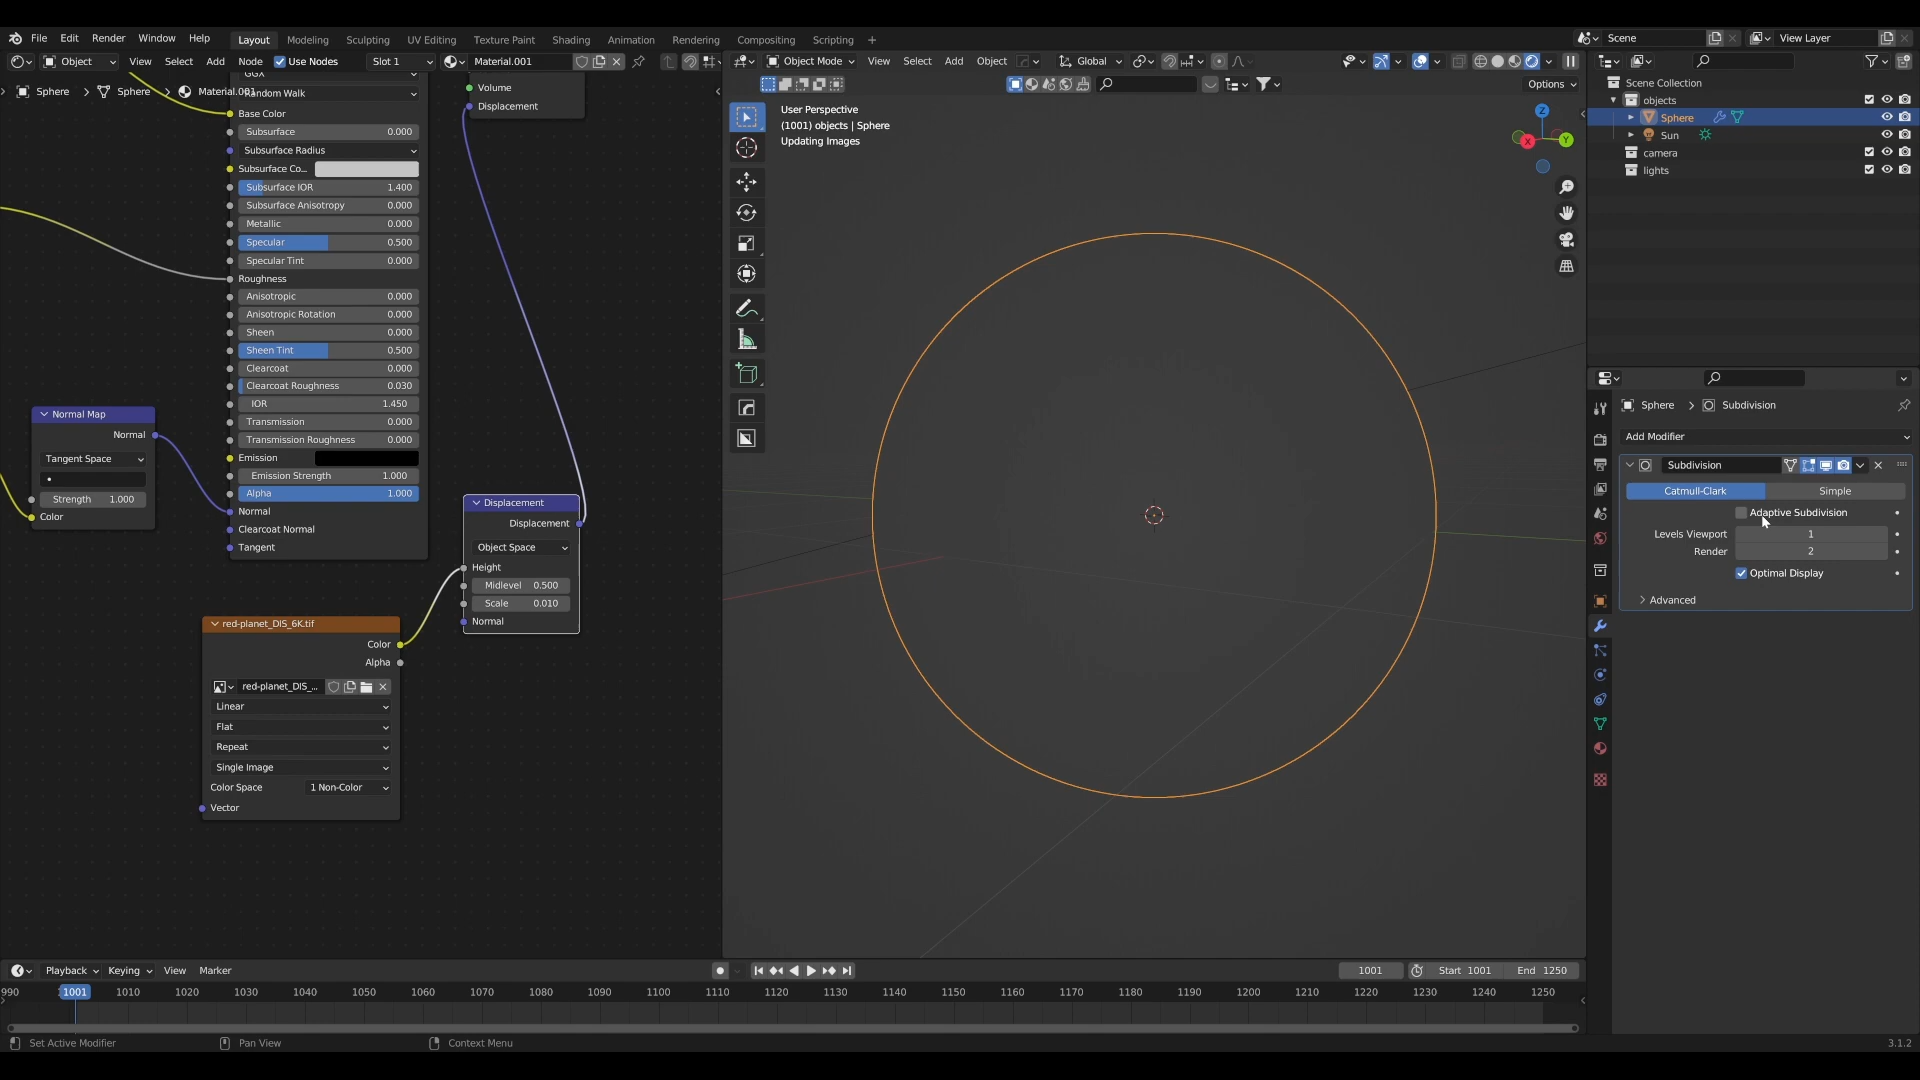 File Edit Render Window Help Layout Modeling Sculpting UV Editing Texture Paint Shading Animation Rendering Compositing Scripting Scene View Layer
Object View Select Add Node Use Nodes Slot 1 Material.001
Sphere Sphere Material.001
GGX
Random Walk
Base Color
Subsurface 0.000
Subsurface Radius
Subsurface Co...
Subsurface IOR 1.400
Subsurface Anisotropy 0.000
Metallic 0.000
Specular 0.500
Specular Tint 0.000
Roughness
Anisotropic 0.000
Anisotropic Rotation 0.000
Sheen 0.000
Sheen Tint 0.500
Clearcoat 0.000
Clearcoat Roughness 0.030
IOR 1.450
Transmission 0.000
Transmission Roughness 0.000
Emission
Emission Strength 1.000
Alpha 1.000
Normal
Clearcoat Normal
Tangent
Volume
Displacement
Normal Map
Normal
Tangent Space
Strength 1.000
Color
Displacement
Displacement
Object Space
Height
Midlevel 0.500
Scale 0.010
Normal
red-planet_DIS_6K.tif
Color
Alpha
red-planet_DIS_...
Linear
Flat
Repeat
Single Image
Color Space 1 Non-Color
Vector
Object Mode View Select Add Object Global
Options
User Perspective
(1001) objects | Sphere
Updating Images
Z
X
Y
Scene Collection
objects
Sphere
Sun
camera
lights
Sphere Subdivision
Add Modifier
Subdivision
Catmull-Clark Simple
Adaptive Subdivision
Levels Viewport 1
Render 2
Optimal Display
Advanced
Playback Keying View Marker 1001 Start 1001 End 1250
990 1001 1010 1020 1030 1040 1050 1060 1070 1080 1090 1100 1110 1120 1130 1140 1150 1160 1170 1180 1190 1200 1210 1220 1230 1240 1250
Set Active Modifier Pan View Context Menu 3.1.2